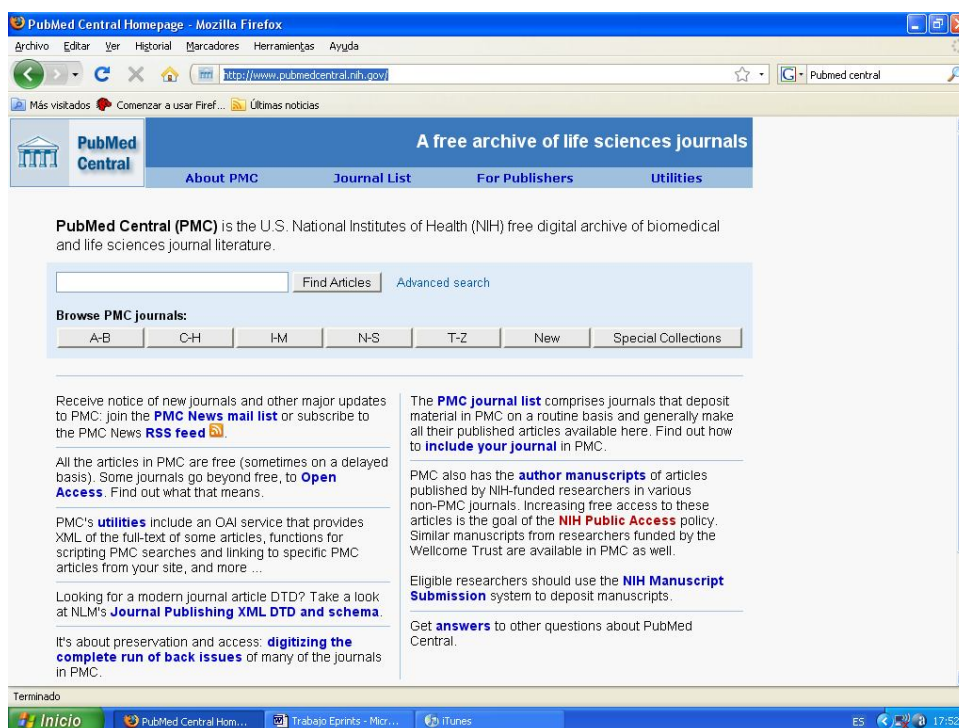 PubMed Central Homepage - Mozilla Firefox
Archivo Editar Ver Historial Marcadores Herramientas Ayuda
http://www.pubmedcentral.nih.gov/
G Pubmed central
Más visitados Comenzar a usar Firef... Últimas noticias
PubMed
Central
A free archive of life sciences journals
About PMC Journal List For Publishers Utilities
PubMed Central (PMC) is the U.S. National Institutes of Health (NIH) free digital archive of biomedical
and life sciences journal literature.
Find Articles Advanced search
Browse PMC journals:
A-B C-H I-M N-S T-Z New Special Collections
Receive notice of new journals and other major updates
to PMC: join the PMC News mail list or subscribe to
the PMC News RSS feed .
All the articles in PMC are free (sometimes on a delayed
basis). Some journals go beyond free, to Open
Access. Find out what that means.
PMC's utilities include an OAI service that provides
XML of the full-text of some articles, functions for
scripting PMC searches and linking to specific PMC
articles from your site, and more ...
Looking for a modern journal article DTD? Take a look
at NLM's Journal Publishing XML DTD and schema.
It's about preservation and access: digitizing the
complete run of back issues of many of the journals
in PMC.
The PMC journal list comprises journals that deposit
material in PMC on a routine basis and generally make
all their published articles available here. Find out how
to include your journal in PMC.
PMC also has the author manuscripts of articles
published by NIH-funded researchers in various
non-PMC journals. Increasing free access to these
articles is the goal of the NIH Public Access policy.
Similar manuscripts from researchers funded by the
Wellcome Trust are available in PMC as well.
Eligible researchers should use the NIH Manuscript
Submission system to deposit manuscripts.
Get answers to other questions about PubMed
Central.
Terminado
Inicio PubMed Central Hom... Trabajo Eprints - Micr... iTunes ES 17:52